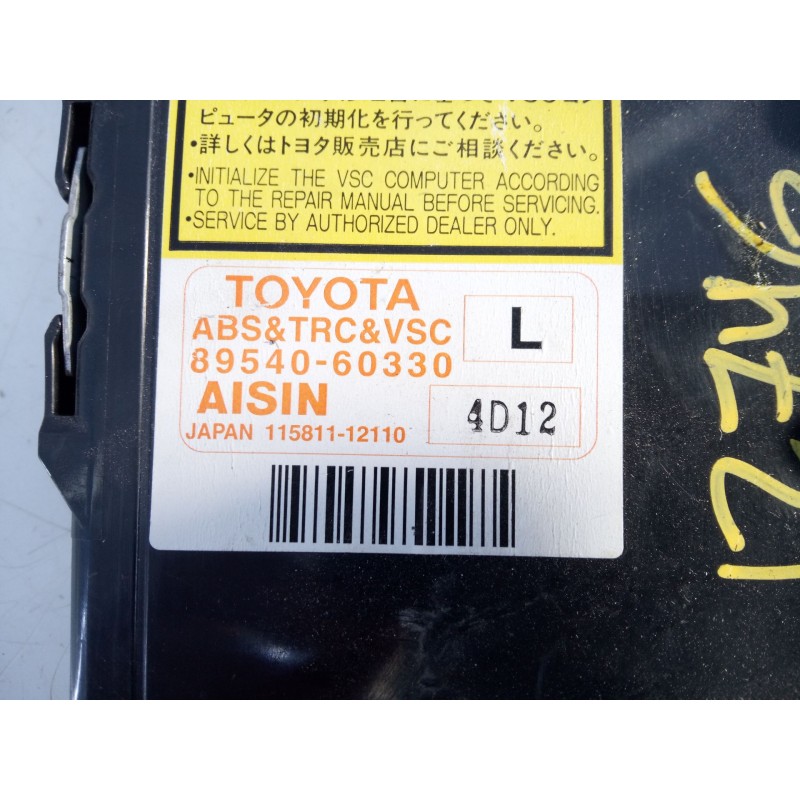 ピュータの初期化を行ってください。
•詳しくはトヨタ販売店にご相談ください。
•INITIALIZE THE VSC COMPUTER ACCORDING
TO THE REPAIR MANUAL BEFORE SERVICING.
•SERVICE BY AUTHORIZED DEALER ONLY.
TOYOTA
L
ABS&TRC&VSC
89540-60330
AISIN
4D12
JAPAN 115811-12110